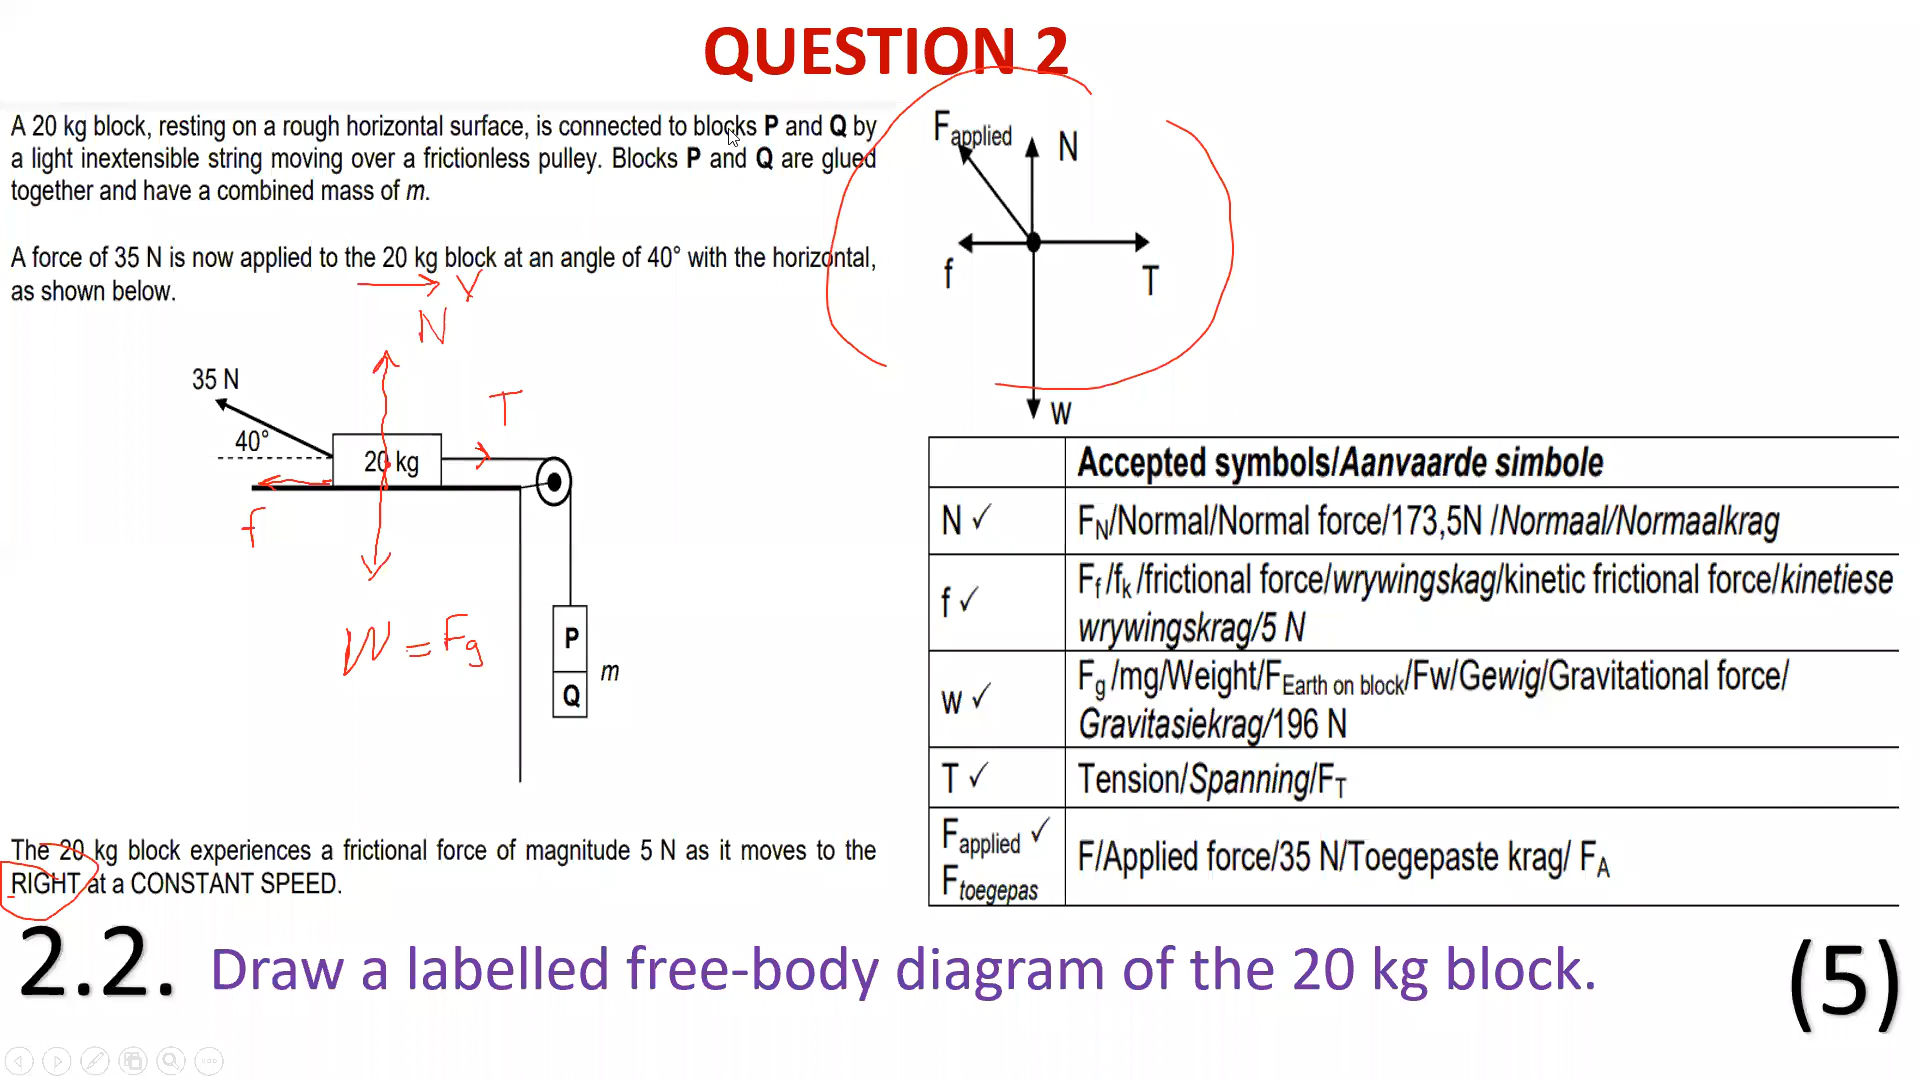 QUESTION 2
A 20 kg block, resting on a rough horizontal surface, is connected to blocks P and Q by
a light inextensible string moving over a frictionless pulley. Blocks P and Q are glued
together and have a combined mass of m.
A force of 35 N is now applied to the 20 kg block at an angle of 40° with the horizontal,
as shown below.
V
N
35 N
T
40°
20 kg
f
W = Fg
P
m
Q
The 20 kg block experiences a frictional force of magnitude 5 N as it moves to the
RIGHT at a CONSTANT SPEED.
Fapplied
N
f
T
w
Accepted symbols/Aanvaarde simbole
N ✓ FN/Normal/Normal force/173,5N /Normaal/Normaalkrag
f ✓ Ff /fk /frictional force/wrywingskag/kinetic frictional force/kinetiese
wrywingskrag/5 N
w ✓ Fg /mg/Weight/FEarth on block/Fw/Gewig/Gravitational force/
Gravitasiekrag/196 N
T ✓ Tension/Spanning/FT
Fapplied ✓
Ftoegepas
F/Applied force/35 N/Toegepaste krag/ FA
2.2. Draw a labelled free-body diagram of the 20 kg block. (5)